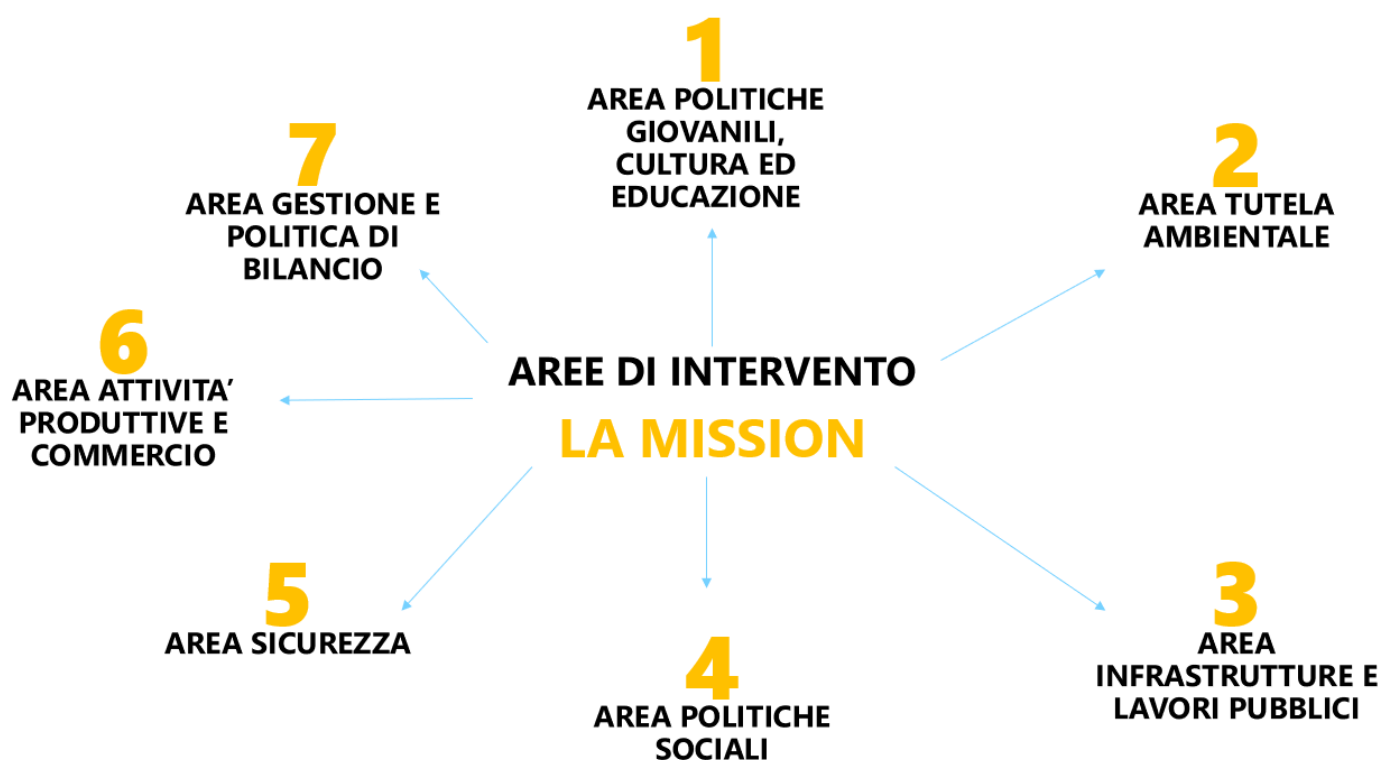 1
AREA POLITICHE
GIOVANILI,
CULTURA ED
EDUCAZIONE
2
AREA TUTELA
AMBIENTALE
3
AREA
INFRASTRUTTURE E
LAVORI PUBBLICI
4
AREA POLITICHE
SOCIALI
5
AREA SICUREZZA
6
AREA ATTIVITA’
PRODUTTIVE E
COMMERCIO
7
AREA GESTIONE E
POLITICA DI
BILANCIO
AREE DI INTERVENTO
LA MISSION